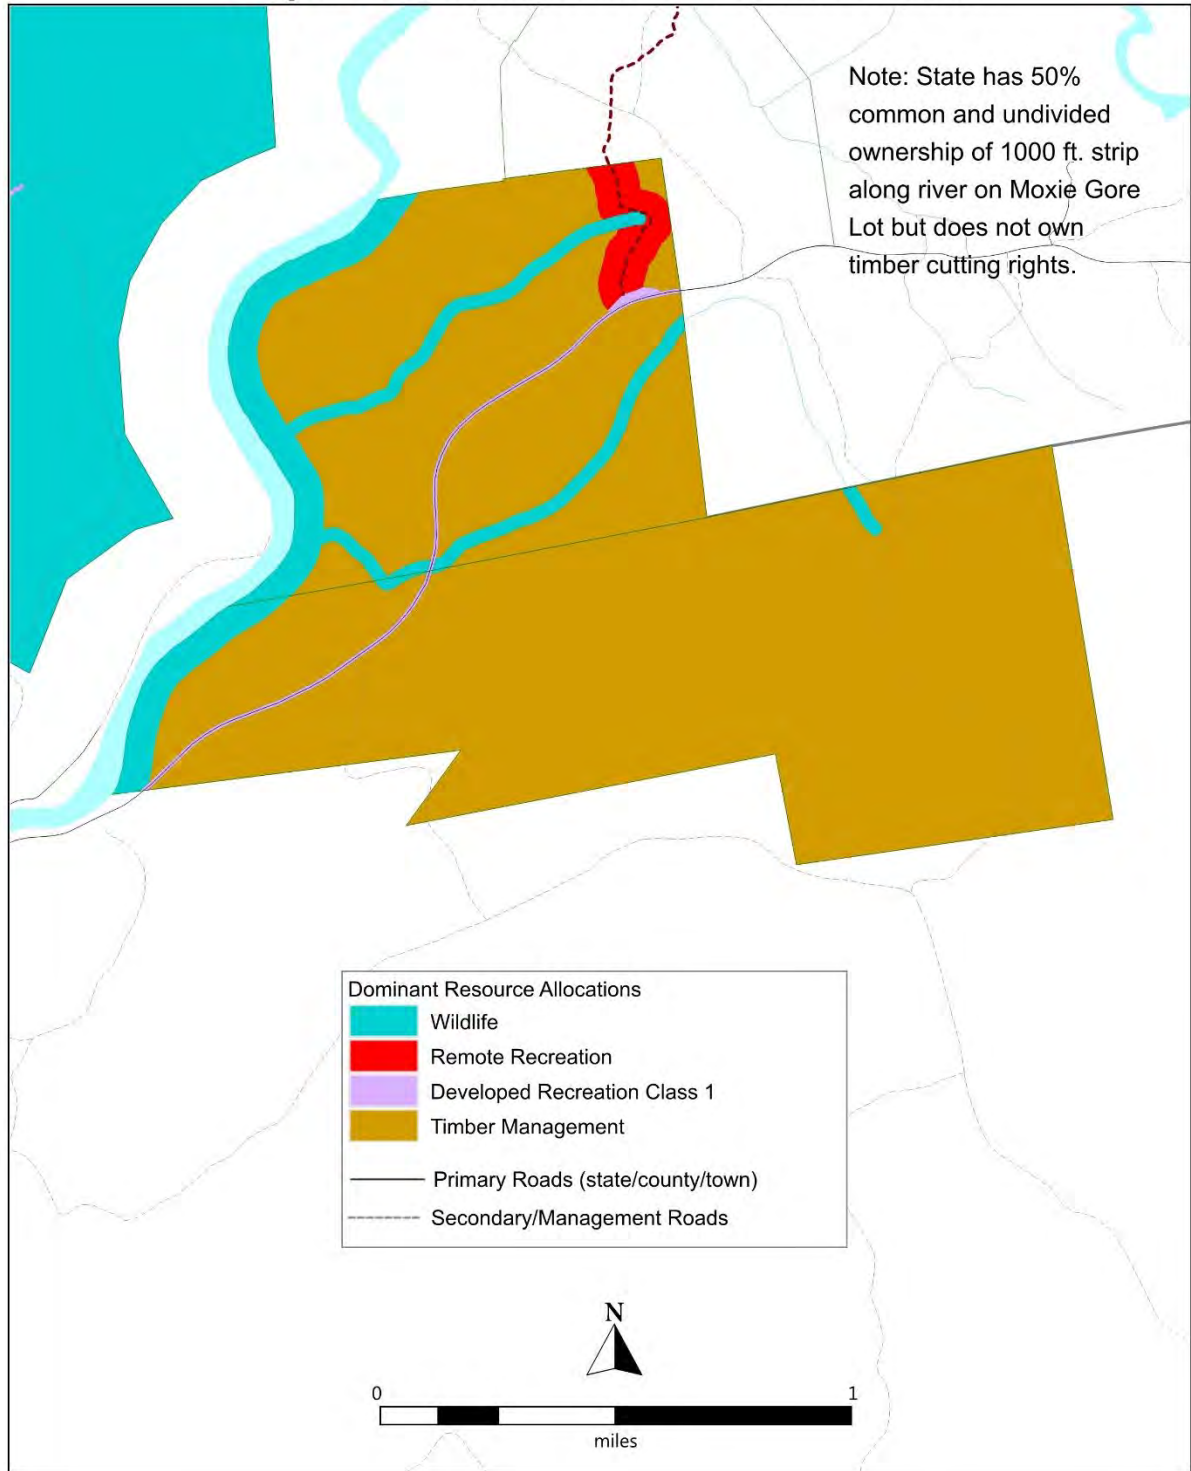 Note: State has 50%
common and undivided
ownership of 1000 ft. strip
along river on Moxie Gore
Lot but does not own
timber cutting rights.
Dominant Resource Allocations
Wildlife
Remote Recreation
Developed Recreation Class 1
Timber Management
Primary Roads (state/county/town)
Secondary/Management Roads
N
0 1
miles